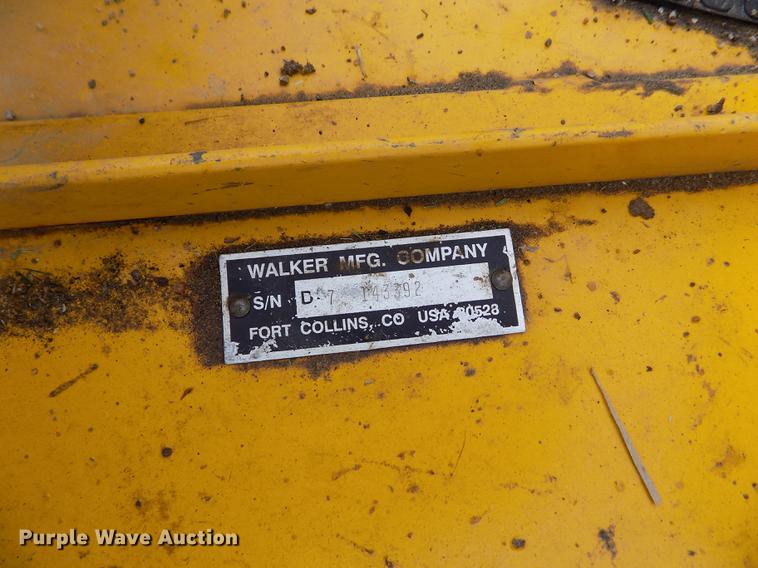 WALKER MFG. COMPANY
S/N D-7 143392
FORT COLLINS, CO USA 80528
Purple Wave Auction